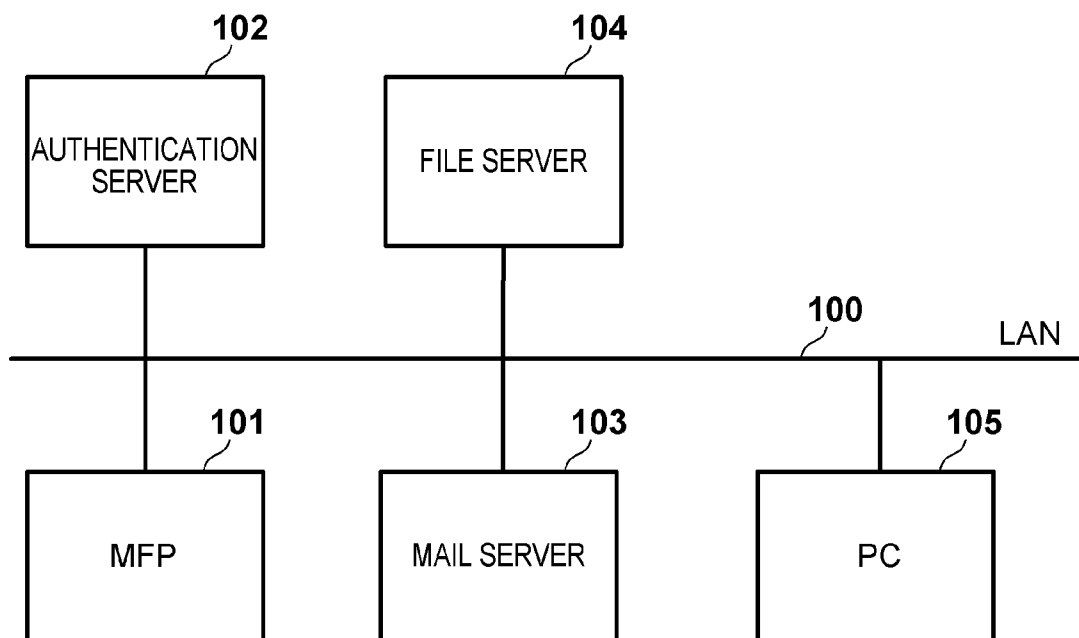 102
104
AUTHENTICATION
SERVER
FILE SERVER
100
LAN
101
103
105
MFP
MAIL SERVER
PC